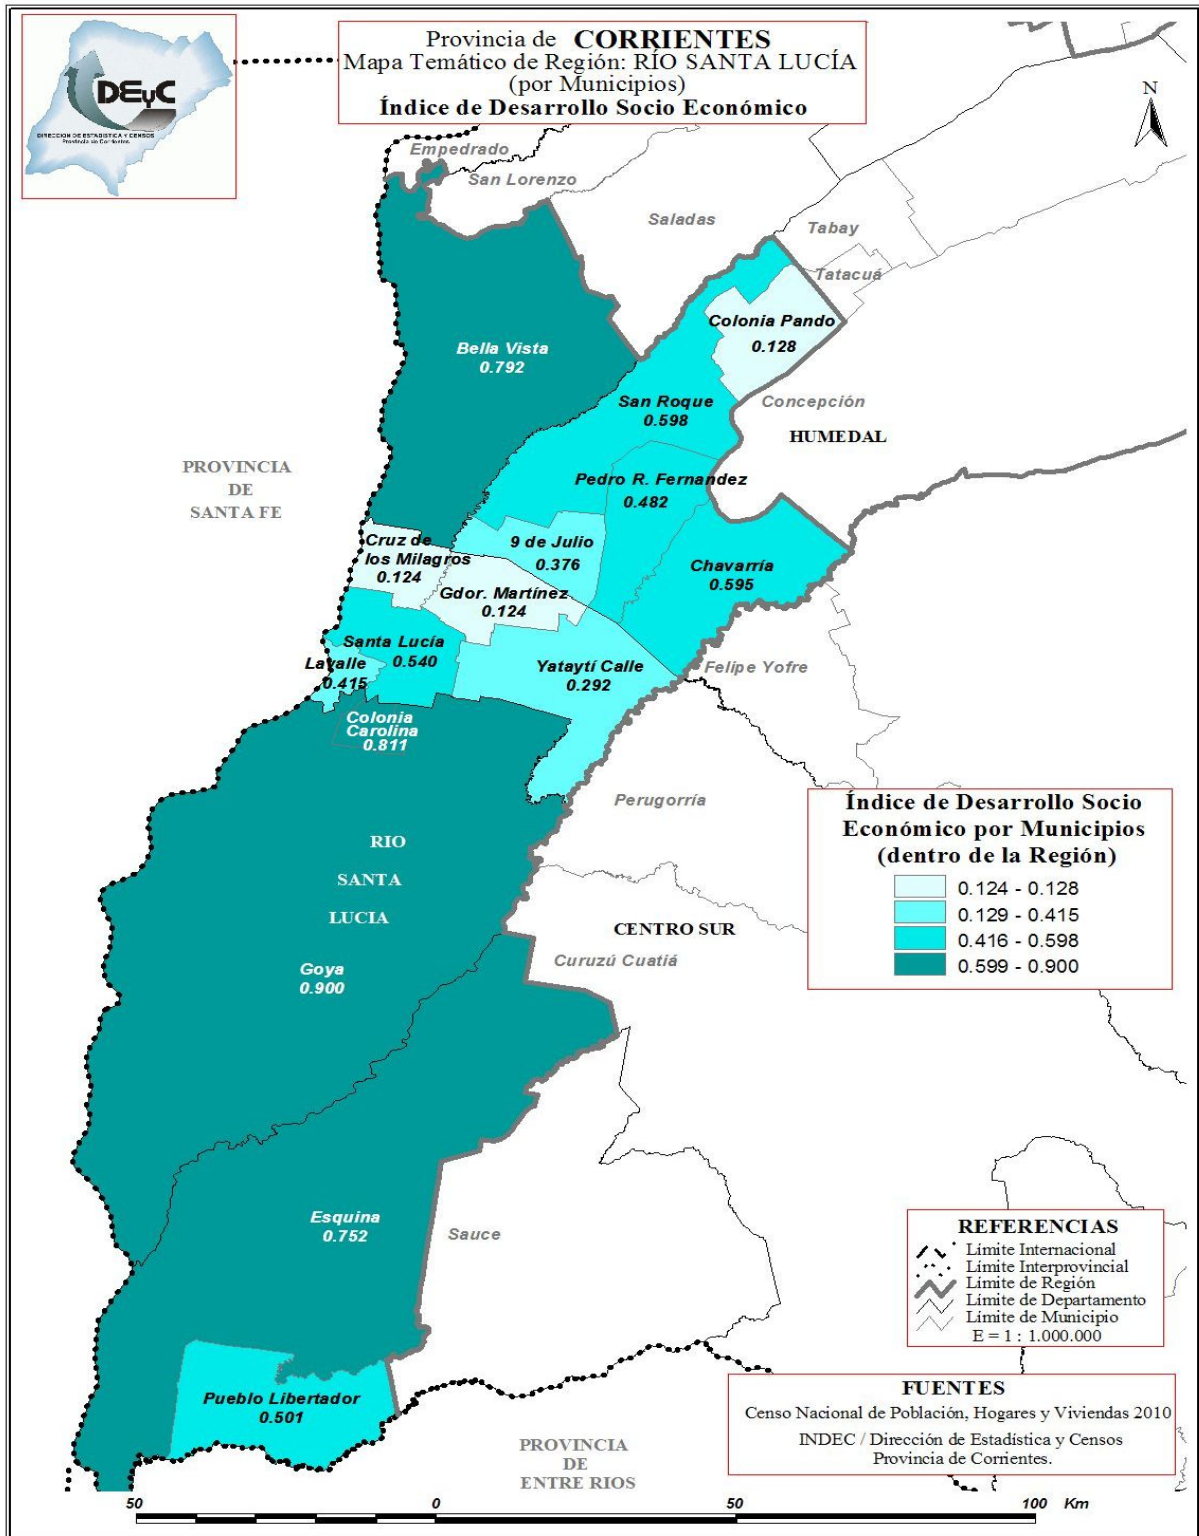 DEyC
DIRECCION DE ESTADISTICA Y CENSOS
Provincia de Corrientes
Provincia de CORRIENTES
Mapa Temático de Región: RÍO SANTA LUCÍA
(por Municipios)
Índice de Desarrollo Socio Económico
N
Empedrado
San Lorenzo
Saladas
Tabay
Tatacuá
Colonia Pando
0.128
Bella Vista
0.792
San Roque
0.598
Concepción
HUMEDAL
PROVINCIA
DE
SANTA FE
Pedro R. Fernandez
0.482
Cruz de
los Milagros
0.124
9 de Julio
0.376
Chavarría
0.595
Gdor. Martínez
0.124
Santa Lucía
0.540
Lavalle
0.415
Yataytí Calle
0.292
Felipe Yofre
Colonia
Carolina
0.811
Perugorría
Índice de Desarrollo Socio
Económico por Municipios
(dentro de la Región)
0.124 - 0.128
0.129 - 0.415
0.416 - 0.598
0.599 - 0.900
RIO
SANTA
LUCIA
CENTRO SUR
Curuzú Cuatiá
Goya
0.900
Esquina
0.752
Sauce
REFERENCIAS
Límite Internacional
Límite Interprovincial
Límite de Región
Límite de Departamento
Límite de Municipio
E = 1 : 1.000.000
Pueblo Libertador
0.501
FUENTES
Censo Nacional de Población, Hogares y Viviendas 2010
INDEC / Dirección de Estadística y Censos
Provincia de Corrientes.
PROVINCIA
DE
ENTRE RIOS
50 0 50 100 Km